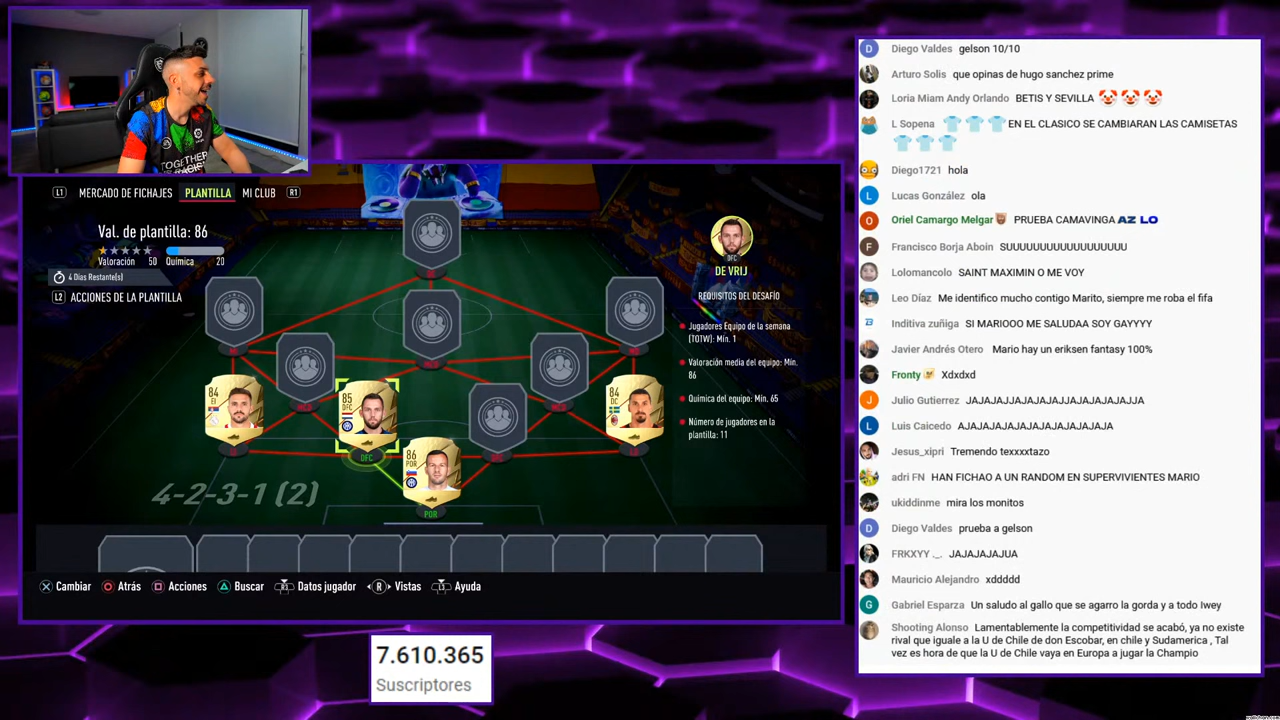 L1 MERCADO DE FICHAJES PLANTILLA MI CLUB R1
Val. de plantilla: 86
Valoración 50 Química 20
4 Días Restante(s)
L2 ACCIONES DE LA PLANTILLA
84
EI
85
DFC
84
DC
86
POR
DFC
POR
4-2-3-1 (2)
DFC
DE VRIJ
REQUISITOS DEL DESAFÍO
Jugadores Equipo de la semana
(TOTW): Mín. 1
Valoración media del equipo: Mín.
86
Química del equipo: Mín. 65
Número de jugadores en la
plantilla: 11
Cambiar Atrás Acciones Buscar Datos jugador R Vistas Ayuda
TOGETHER
7.610.365
Suscriptores
D Diego Valdes gelson 10/10
Arturo Solis que opinas de hugo sanchez prime
Loria Miam Andy Orlando BETIS Y SEVILLA 🤡🤡🤡
L Sopena 👕👕👕 EN EL CLASICO SE CAMBIARAN LAS CAMISETAS
👕👕👕
Diego1721 hola
L Lucas González ola
O Oriel Camargo Melgar PRUEBA CAMAVINGA AZ LO
F Francisco Borja Aboin SUUUUUUUUUUUUUUUUUU
Lolomancolo SAINT MAXIMIN O ME VOY
Leo Díaz Me identifico mucho contigo Marito, siempre me roba el fifa
Inditiva zuñiga SI MARIOOO ME SALUDAA SOY GAYYYY
Javier Andrés Otero Mario hay un eriksen fantasy 100%
Fronty Xdxdxd
J Julio Gutierrez JAJAJAJJAJAJAJAJAJAJAJAJAJJA
L Luis Caicedo AJAJAJAJAJAJAJAJAJAJAJA
Jesus_xipri Tremendo texxxxtazo
adri FN HAN FICHAO A UN RANDOM EN SUPERVIVIENTES MARIO
ukiddinme mira los monitos
D Diego Valdes prueba a gelson
FRKXYY ._. JAJAJAJAJUA
Mauricio Alejandro xddddd
G Gabriel Esparza Un saludo al gallo que se agarro la gorda y a todo Iwey
Shooting Alonso Lamentablemente la competitividad se acabó, ya no existe
rival que iguale a la U de Chile de don Escobar, en chile y Sudamerica , Tal
vez es hora de que la U de Chile vaya en Europa a jugar la Champio